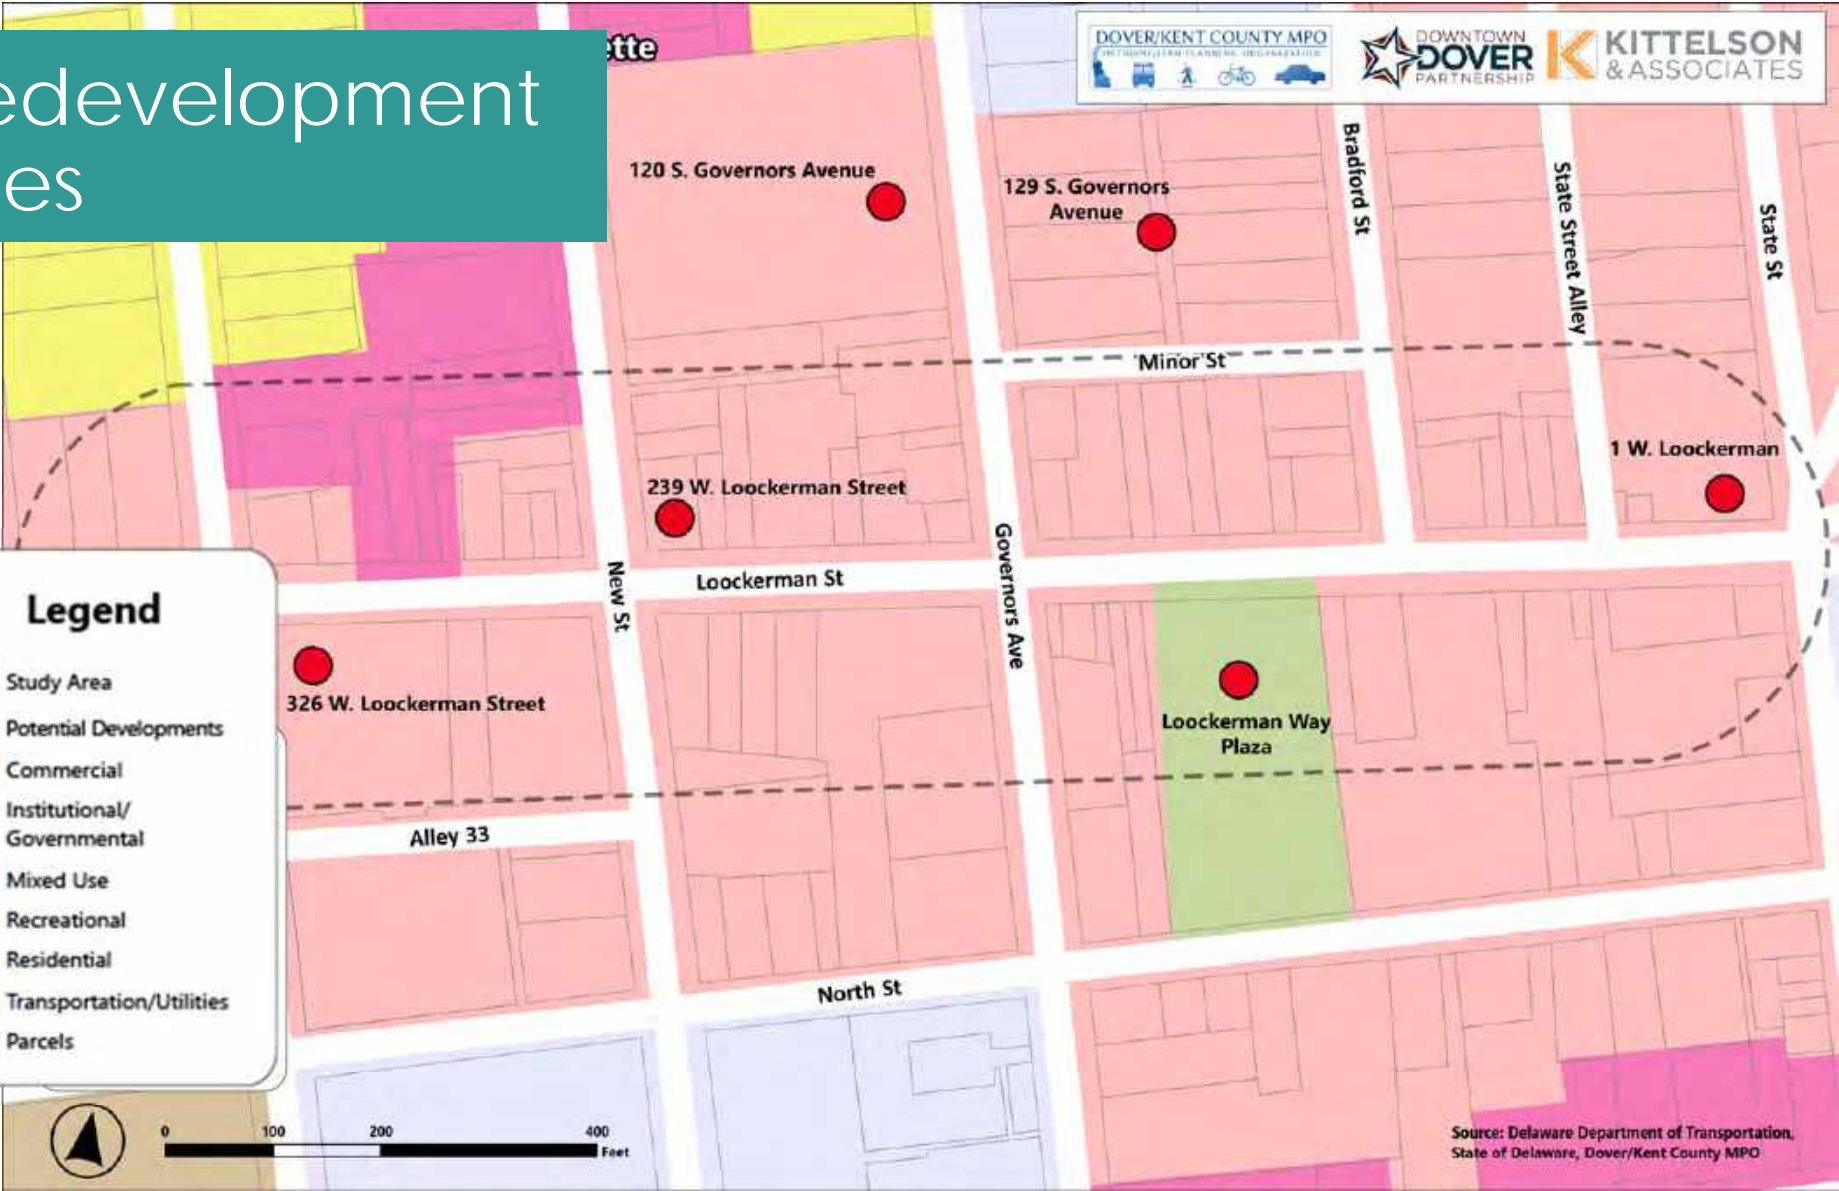 edevelopment
es
tte
DOVER/KENT COUNTY MPO
METROPOLITAN PLANNING ORGANIZATION
DOWNTOWN
DOVER
PARTNERSHIP
KITTELSON
& ASSOCIATES
120 S. Governors Avenue
129 S. Governors
Avenue
Bradford St
State Street Alley
State St
Minor St
1 W. Loockerman
239 W. Loockerman Street
Loockerman St
New St
Governors Ave
326 W. Loockerman Street
Loockerman Way
Plaza
Alley 33
North St
Legend
Study Area
Potential Developments
Commercial
Institutional/
Governmental
Mixed Use
Recreational
Residential
Transportation/Utilities
Parcels
0 100 200 400
Feet
Source: Delaware Department of Transportation,
State of Delaware, Dover/Kent County MPO